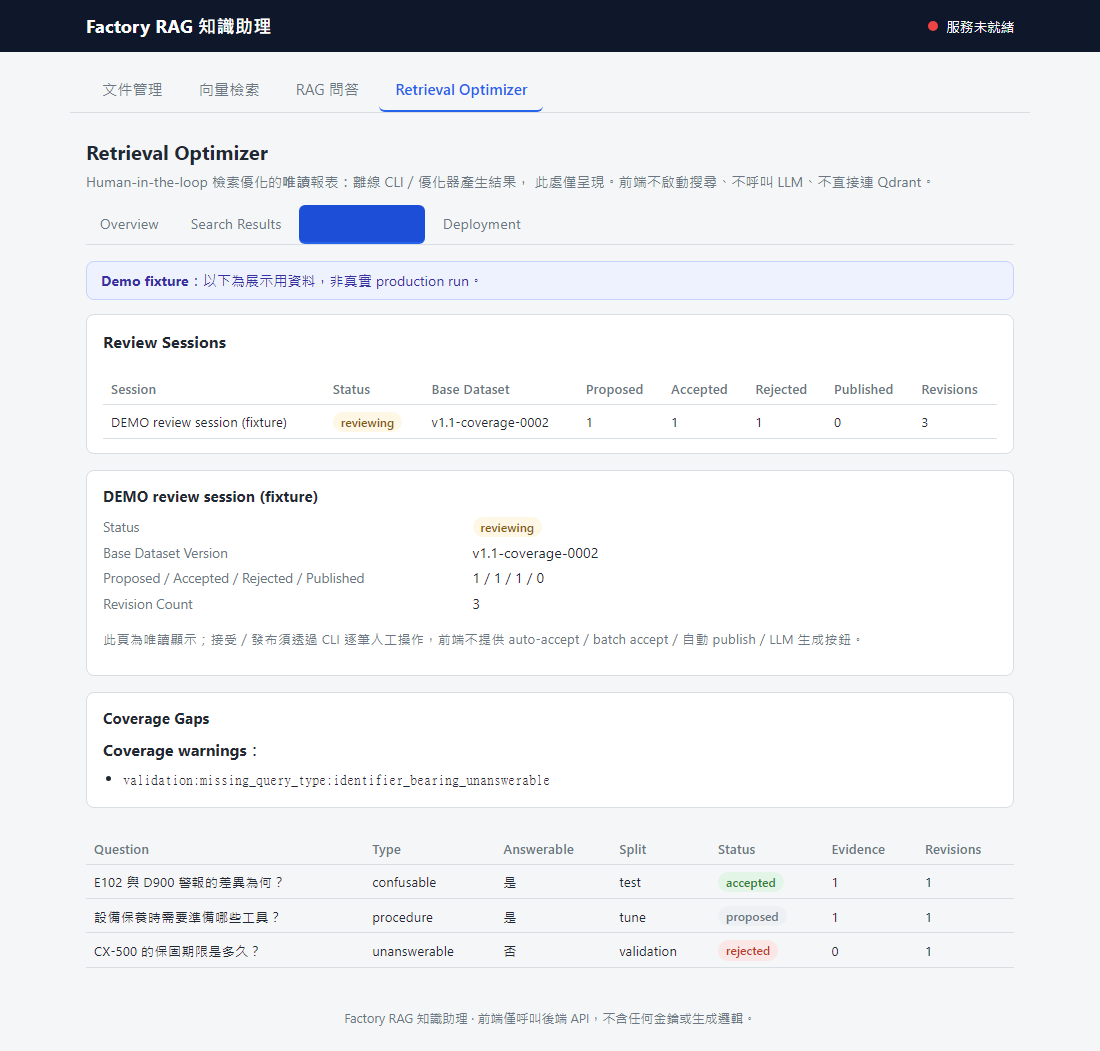 Factory RAG 知識助理
服務未就緒
文件管理 向量檢索 RAG 問答 Retrieval Optimizer
Retrieval Optimizer
Human-in-the-loop 檢索優化的唯讀報表：離線 CLI / 優化器產生結果， 此處僅呈現。前端不啟動搜尋、不呼叫 LLM、不直接連 Qdrant。
Overview Search Results Deployment
Demo fixture：以下為展示用資料，非真實 production run。
Review Sessions
Session Status Base Dataset Proposed Accepted Rejected Published Revisions
DEMO review session (fixture) reviewing v1.1-coverage-0002 1 1 1 0 3
DEMO review session (fixture)
Status reviewing
Base Dataset Version v1.1-coverage-0002
Proposed / Accepted / Rejected / Published 1 / 1 / 1 / 0
Revision Count 3
此頁為唯讀顯示；接受 / 發布須透過 CLI 逐筆人工操作，前端不提供 auto-accept / batch accept / 自動 publish / LLM 生成按鈕。
Coverage Gaps
Coverage warnings：
• validation:missing_query_type:identifier_bearing_unanswerable
Question Type Answerable Split Status Evidence Revisions
E102 與 D900 警報的差異為何？ confusable 是 test accepted 1 1
設備保養時需要準備哪些工具？ procedure 是 tune proposed 1 1
CX-500 的保固期限是多久？ unanswerable 否 validation rejected 0 1
Factory RAG 知識助理 · 前端僅呼叫後端 API，不含任何金鑰或生成邏輯。